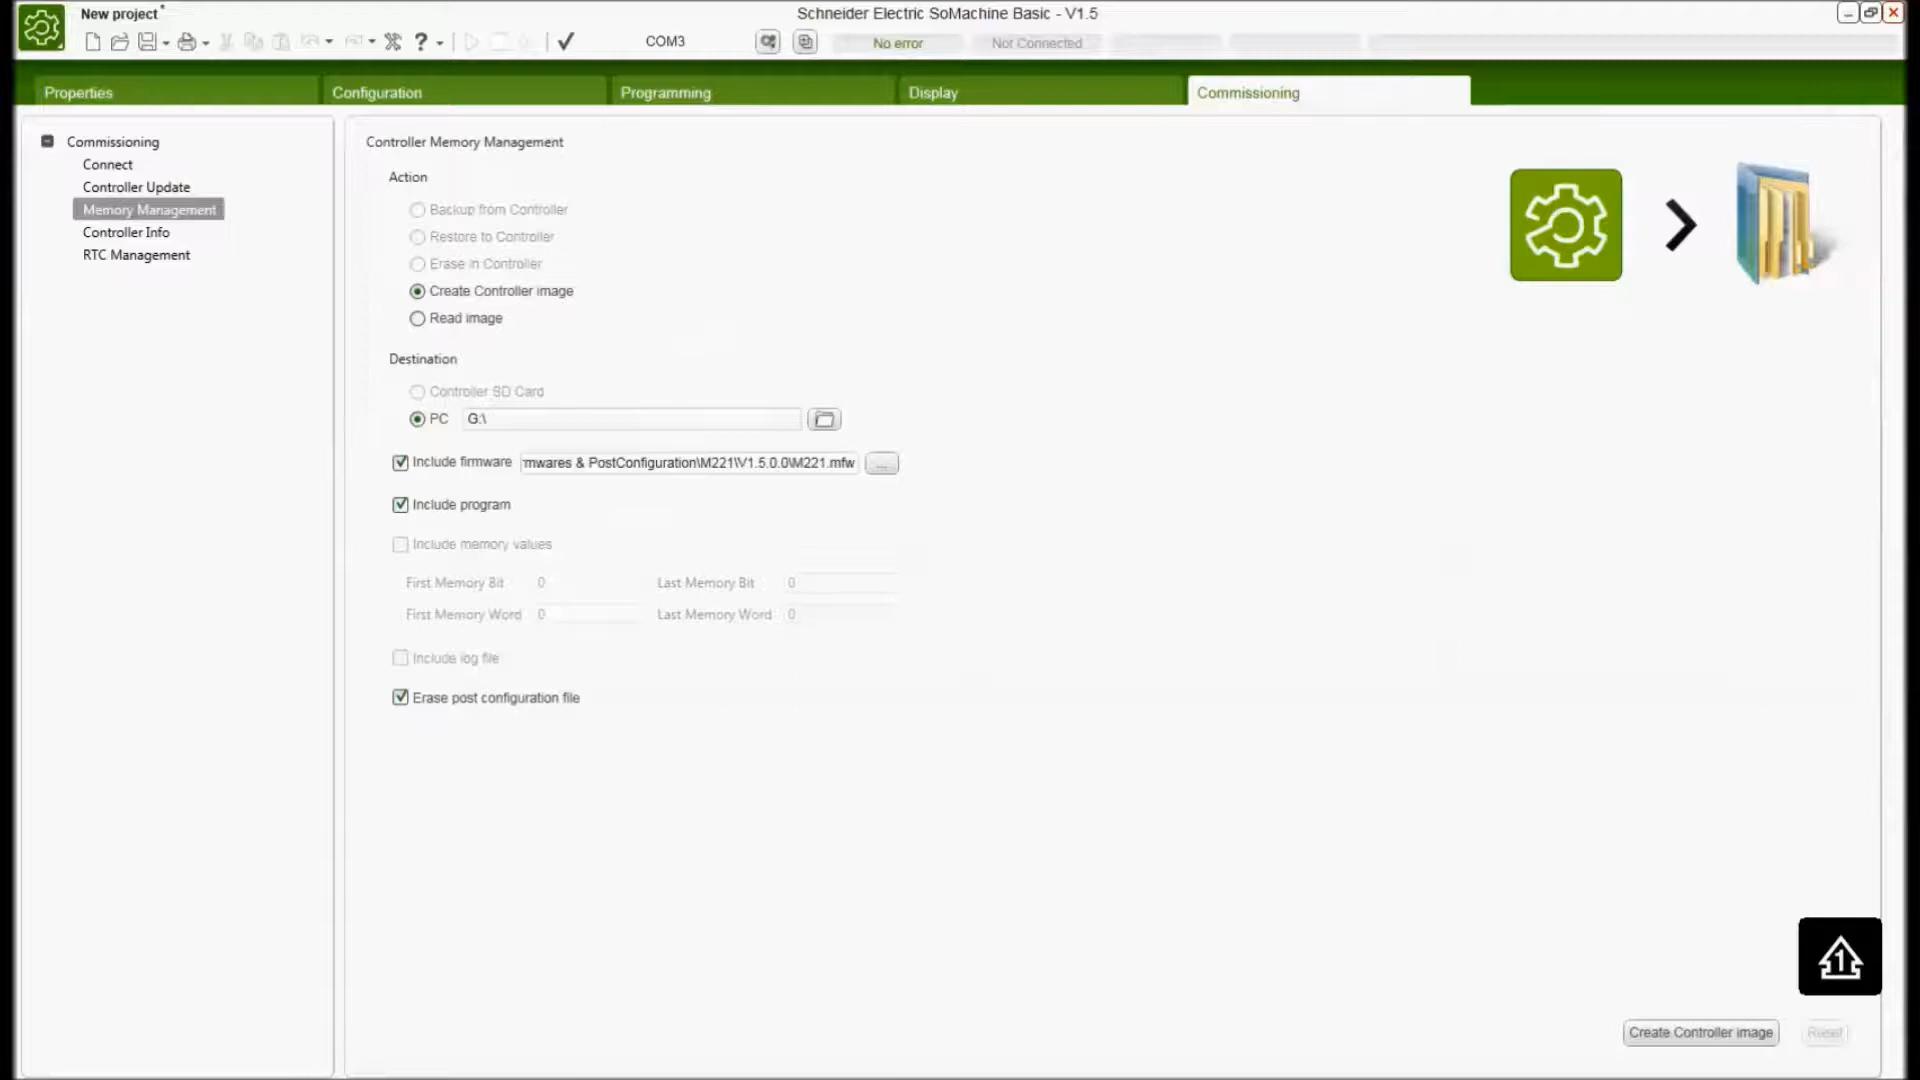 New project*
Schneider Electric SoMachine Basic - V1.5
COM3
No error
Not Connected
Properties
Configuration
Programming
Display
Commissioning
Commissioning
Connect
Controller Update
Memory Management
Controller Info
RTC Management
Controller Memory Management
Action
Backup from Controller
Restore to Controller
Erase in Controller
Create Controller image
Read image
Destination
Controller SD Card
PC G:\
Include firmware rmwares & PostConfiguration\M221\V1.5.0.0\M221.mfw ...
Include program
Include memory values
First Memory Bit 0 Last Memory Bit 0
First Memory Word 0 Last Memory Word 0
Include log file
Erase post configuration file
1
Create Controller image
Reset